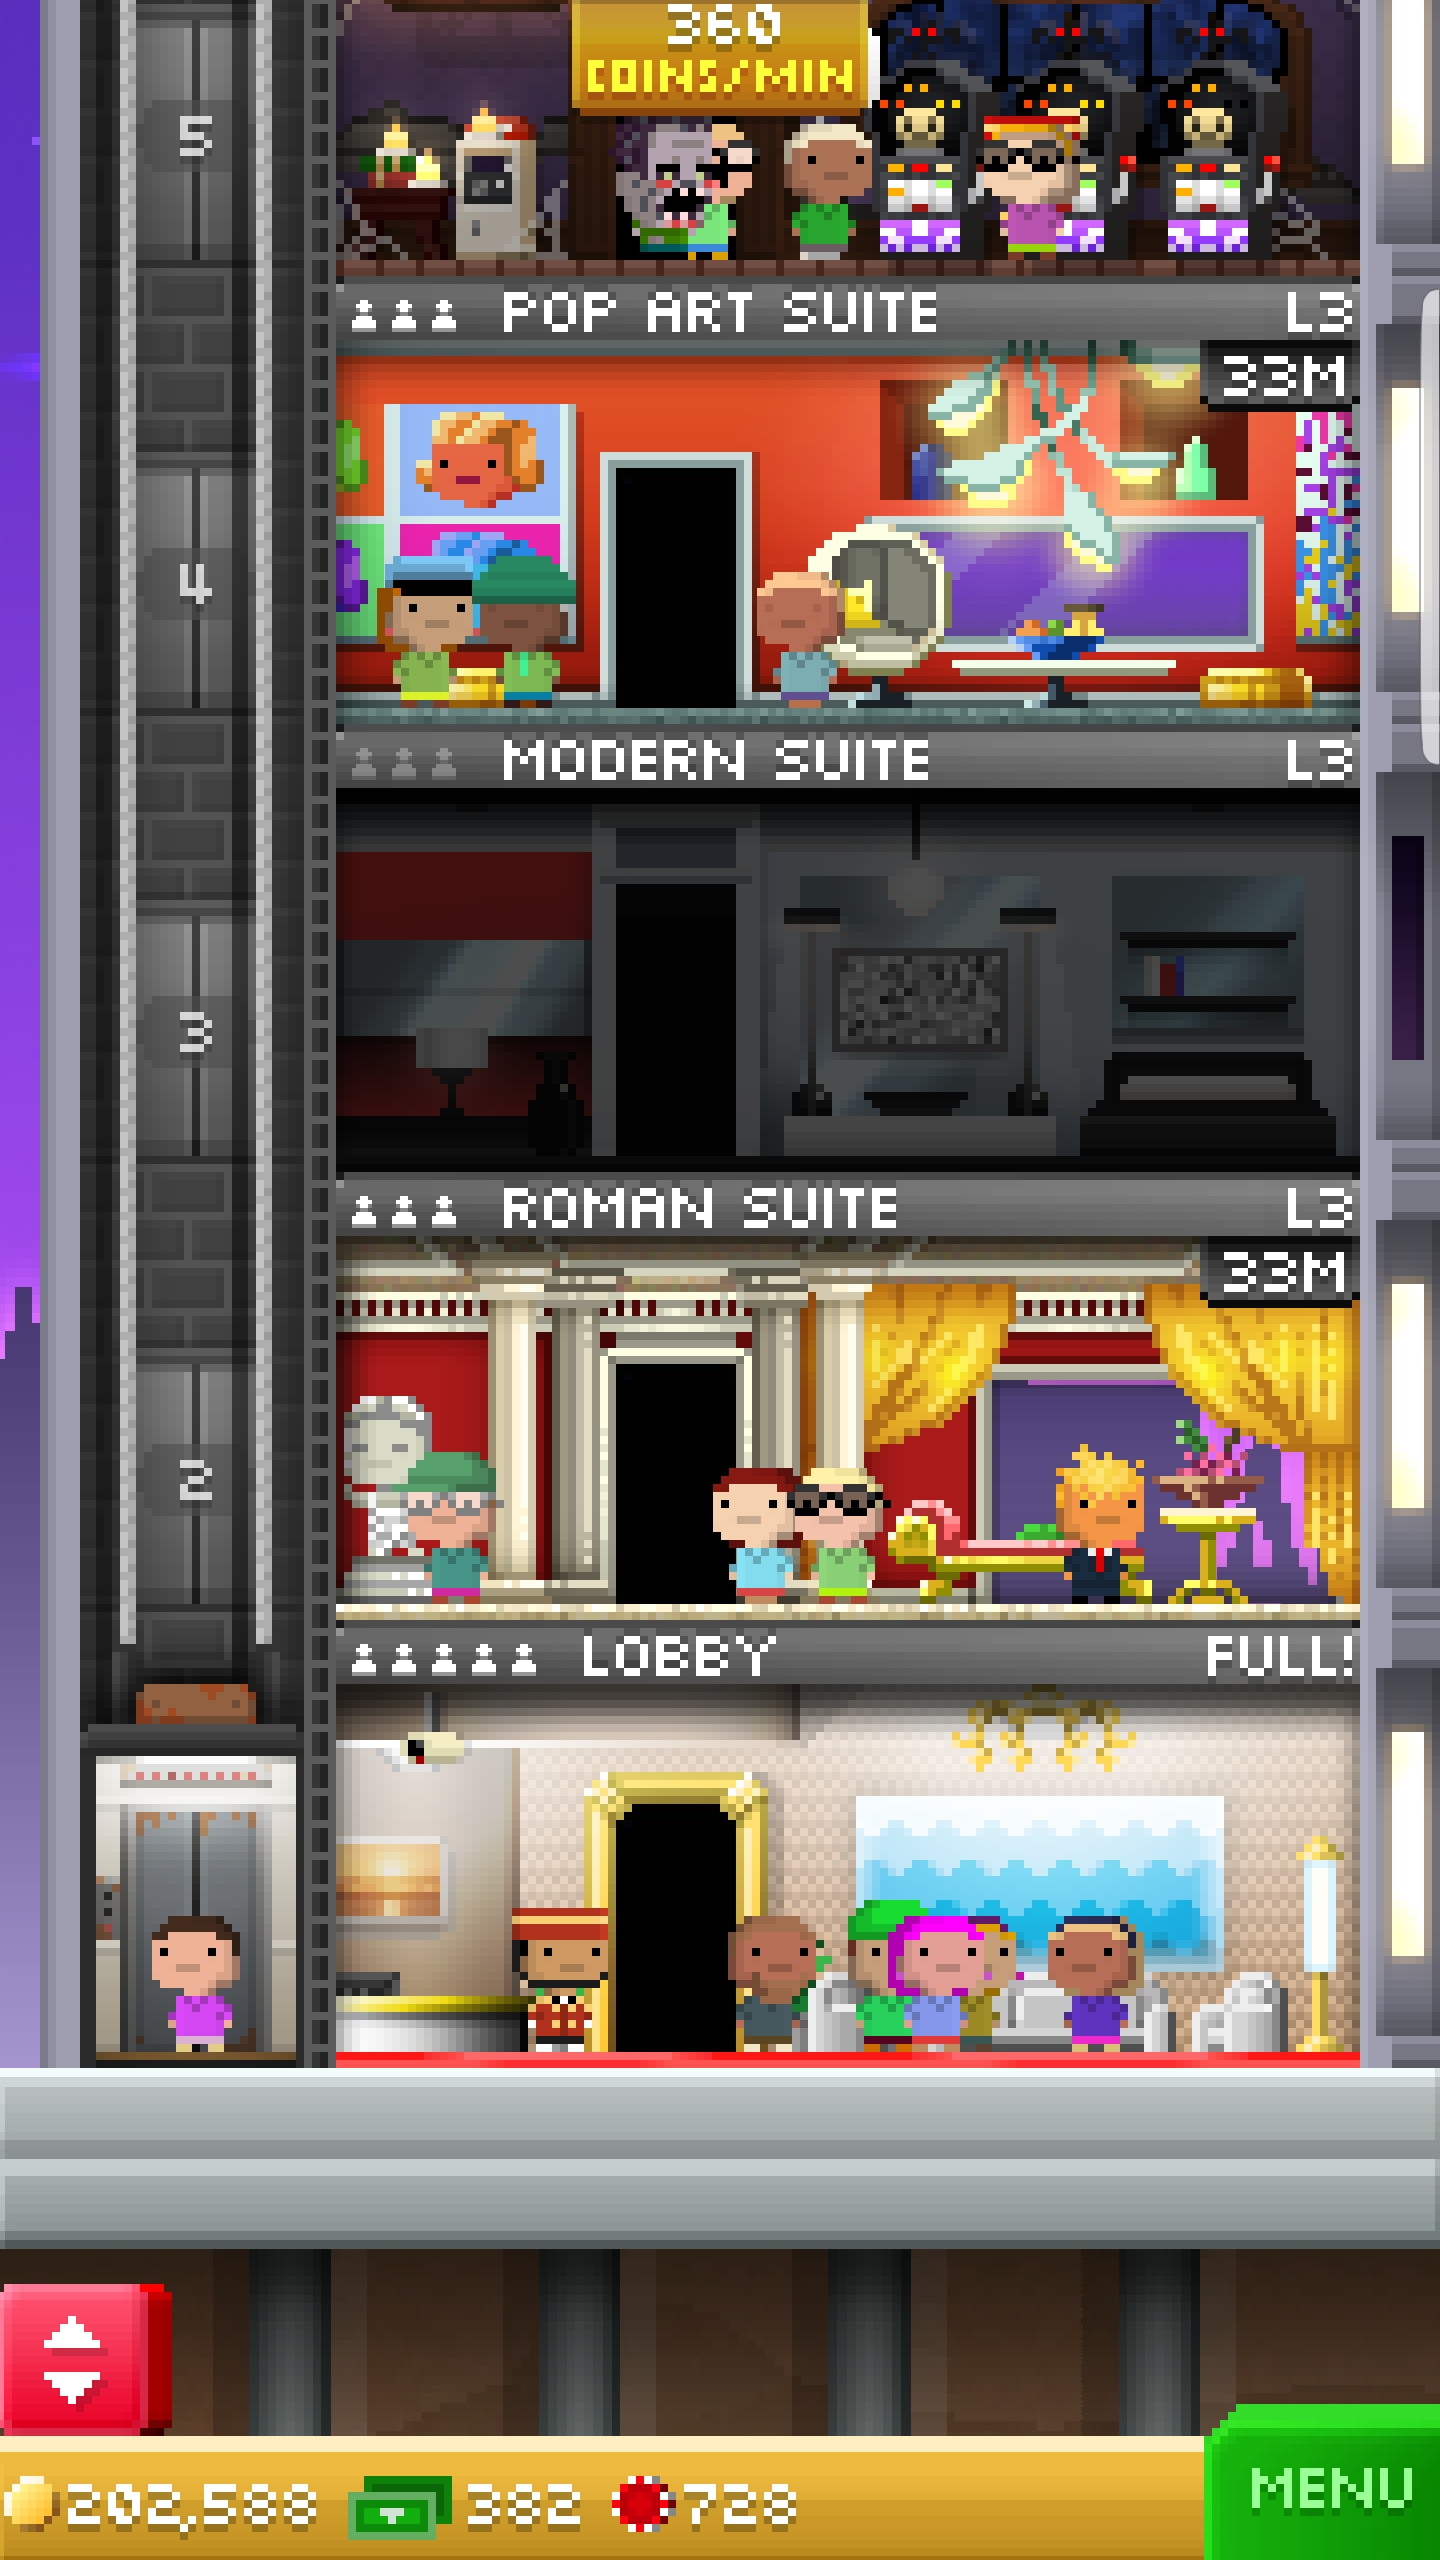 360
COINS/MIN
5
POP ART SUITE L3
33M
4
MODERN SUITE L3
3
ROMAN SUITE L3
33M
2
LOBBY FULL!
202,588 382 728
MENU